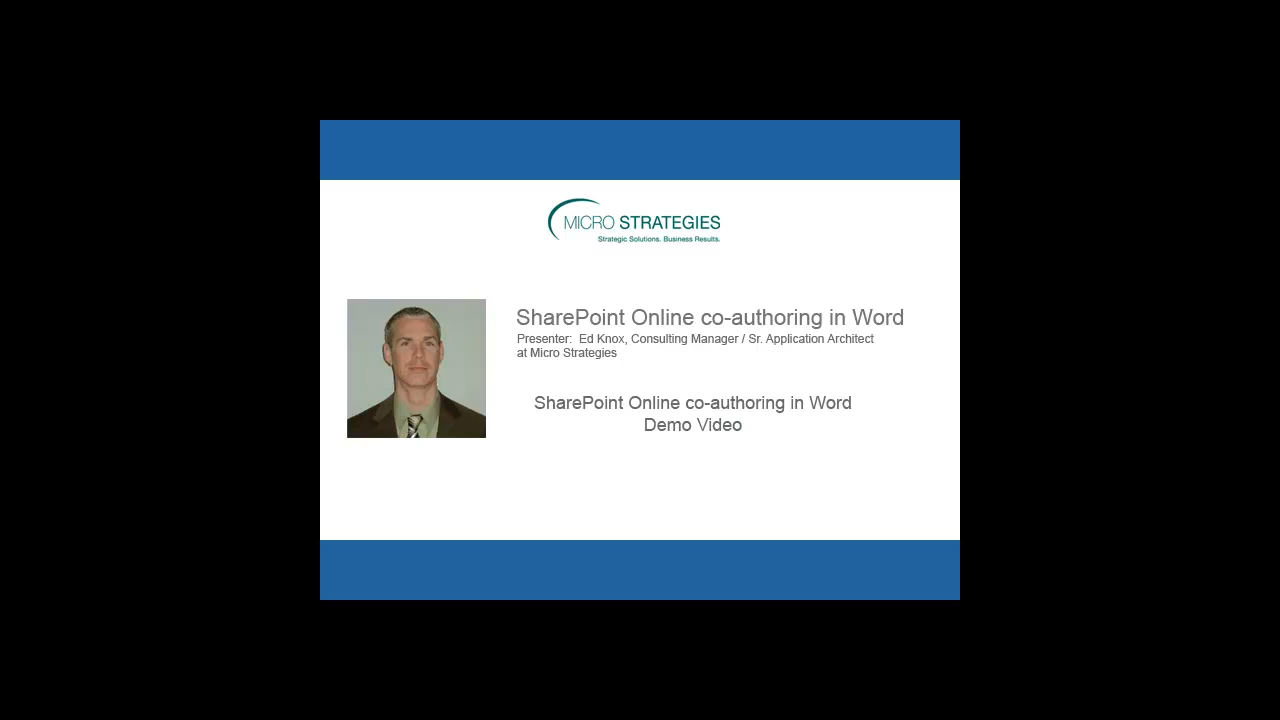 MICRO STRATEGIES
Strategic Solutions. Business Results.
SharePoint Online co-authoring in Word
Presenter: Ed Knox, Consulting Manager / Sr. Application Architect
at Micro Strategies
SharePoint Online co-authoring in Word
Demo Video